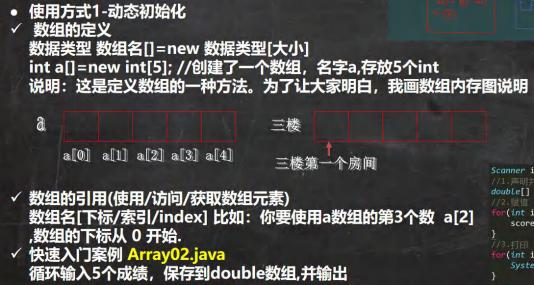 ● 使用方式1-动态初始化
✓ 数组的定义
数据类型 数组名[]=new 数据类型[大小]
int a[]=new int[5]; //创建了一个数组，名字a,存放5个int
说明：这是定义数组的一种方法。为了让大家明白，我画数组内存图说明
a
三楼
a[0] a[1] a[2] a[3] a[4]
三楼第一个房间
✓ 数组的引用(使用/访问/获取数组元素)
数组名[下标/索引/index] 比如：你要使用a数组的第3个数 a[2]
,数组的下标从 0 开始.
✓ 快速入门案例 Array02.java
循环输入5个成绩，保存到double数组,并输出
Scanner
//1.声明
double[]
//2.赋值
for(int i
score
}
//3.打印
for(int i
Syste
}